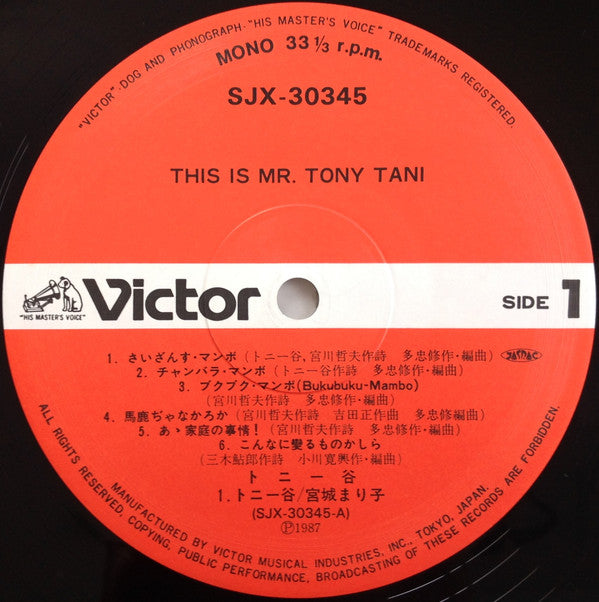 "VICTOR"-DOG AND PHONOGRAPH-"HIS MASTER'S VOICE" TRADEMARKS REGISTERED.
MONO 33 1/3 r.p.m.
SJX-30345
THIS IS MR. TONY TANI
"HIS MASTER'S VOICE"
Victor
SIDE 1
1. さいざんす・マンボ (トニー谷,宮川哲夫作詩 多忠修作・編曲) JASRAC
2. チャンバラ・マンボ (トニー谷作詩 多忠修作・編曲)
3. ブクブク・マンボ(Bukubuku-Mambo)
(宮川哲夫作詩 多忠修作・編曲)
4. 馬鹿ぢゃなかろか (宮川哲夫作詩 吉田正作曲 多忠修編曲)
5. あゝ家庭の事情! (宮川哲夫作詩 多忠修作・編曲)
6. こんなに變るものかしら
(三木鮎郎作詩 小川寛興作・編曲)
トニー谷
1.トニー谷/宮城まり子
(SJX-30345-A)
Ⓟ1987
MANUFACTURED BY VICTOR MUSICAL INDUSTRIES, INC., TOKYO, JAPAN.
ALL RIGHTS RESERVED, COPYING, PUBLIC PERFORMANCE, BROADCASTING OF THESE RECORDS ARE FORBIDDEN.